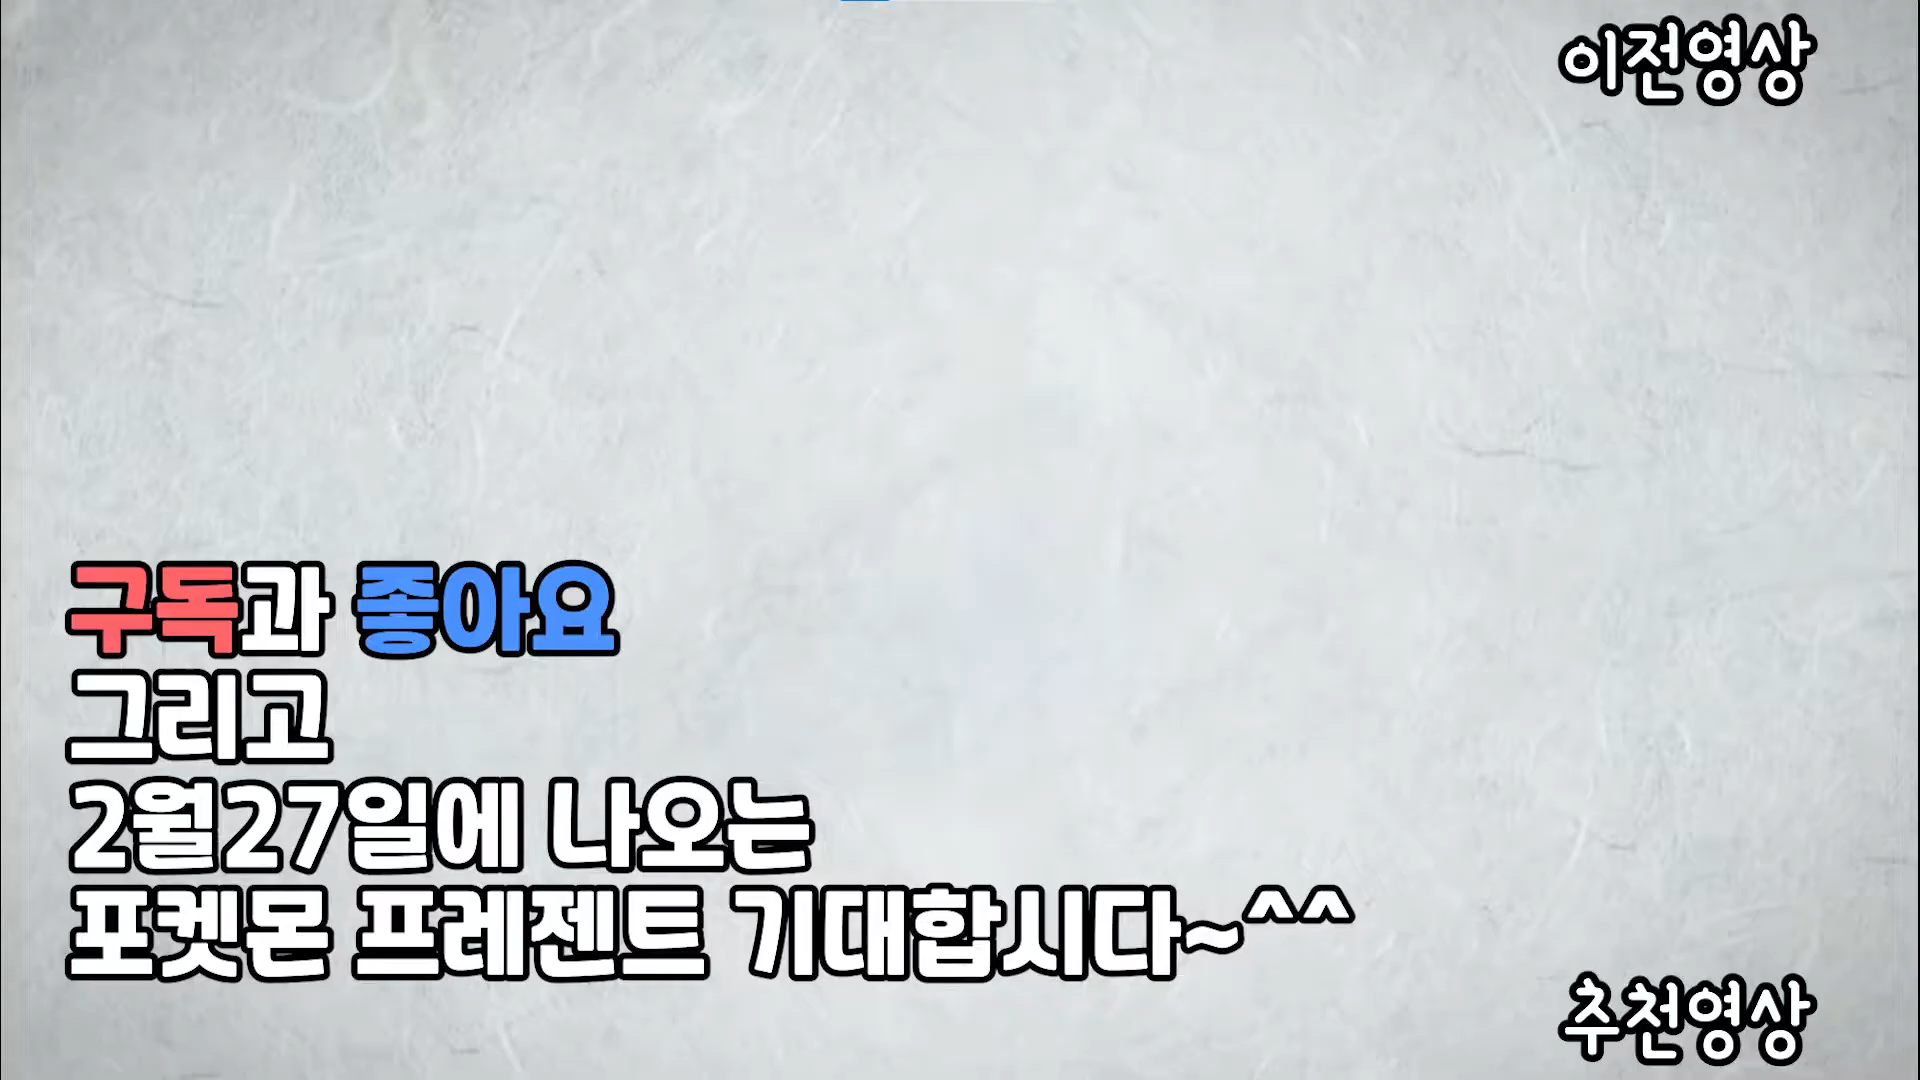 이전영상
구독과 좋아요
그리고
2월27일에 나오는
포켓몬 프레젠트 기대합시다~^^
추천영상